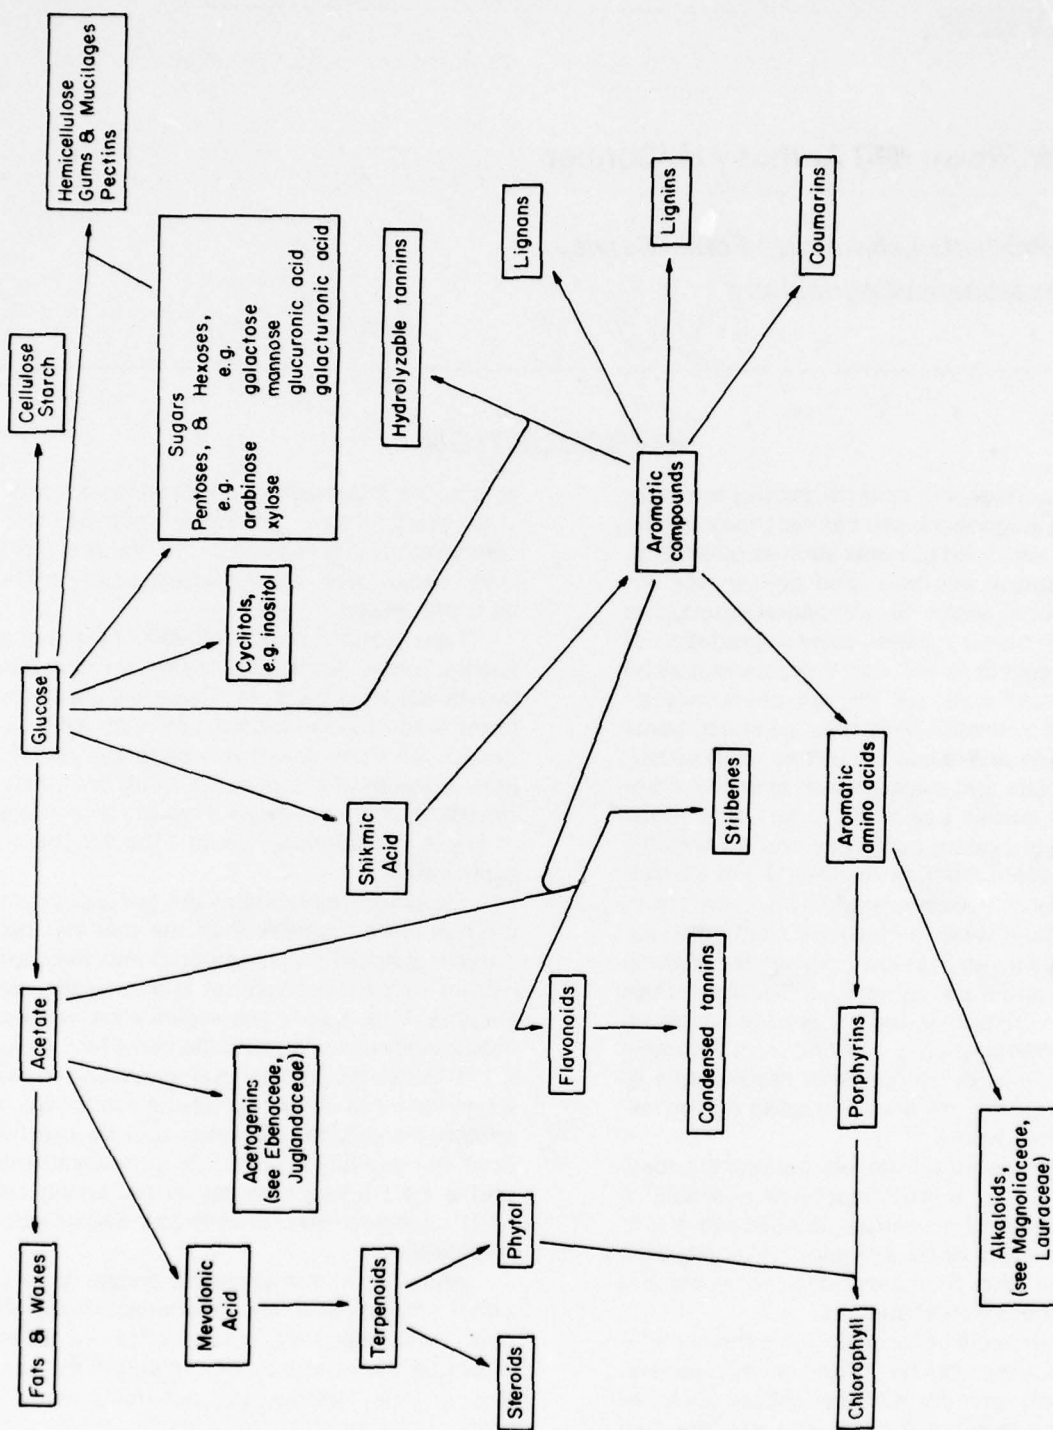 Fats & Waxes
Acetate
Glucose
Cellulose
Starch
Hemicellulose
Gums & Mucilages
Pectins
Mevalonic
Acid
Acetogenins
(see Ebenaceae,
Juglandaceae)
Cyclitols,
e.g. inositol
Sugars
Pentoses, & Hexoses,
e.g. e.g.
arabinose galactose
xylose mannose
glucuronic acid
galacturonic acid
Shikmic
Acid
Hydrolyzable tannins
Terpenoids
Steroids
Phytol
Flavonoids
Condensed tannins
Stilbenes
Aromatic
compounds
Lignans
Lignins
Coumarins
Chlorophyll
Porphyrins
Aromatic
amino acids
Alkaloids,
(see Magnoliaceae,
Lauraceae)